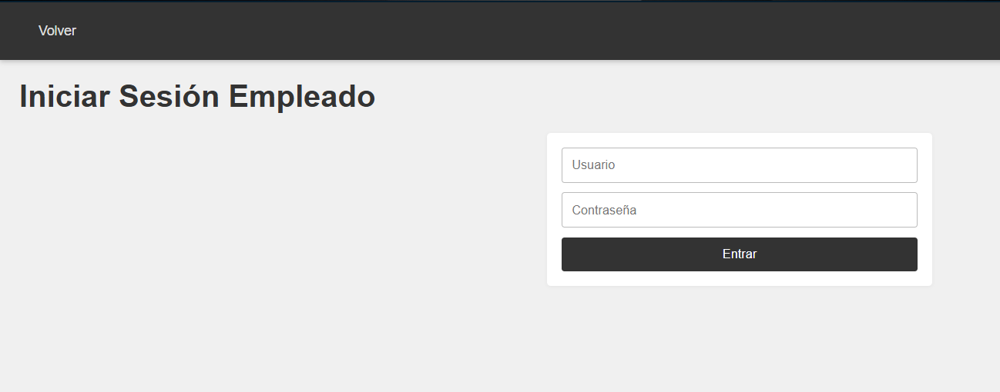 Volver
Iniciar Sesión Empleado
Usuario
Contraseña
Entrar